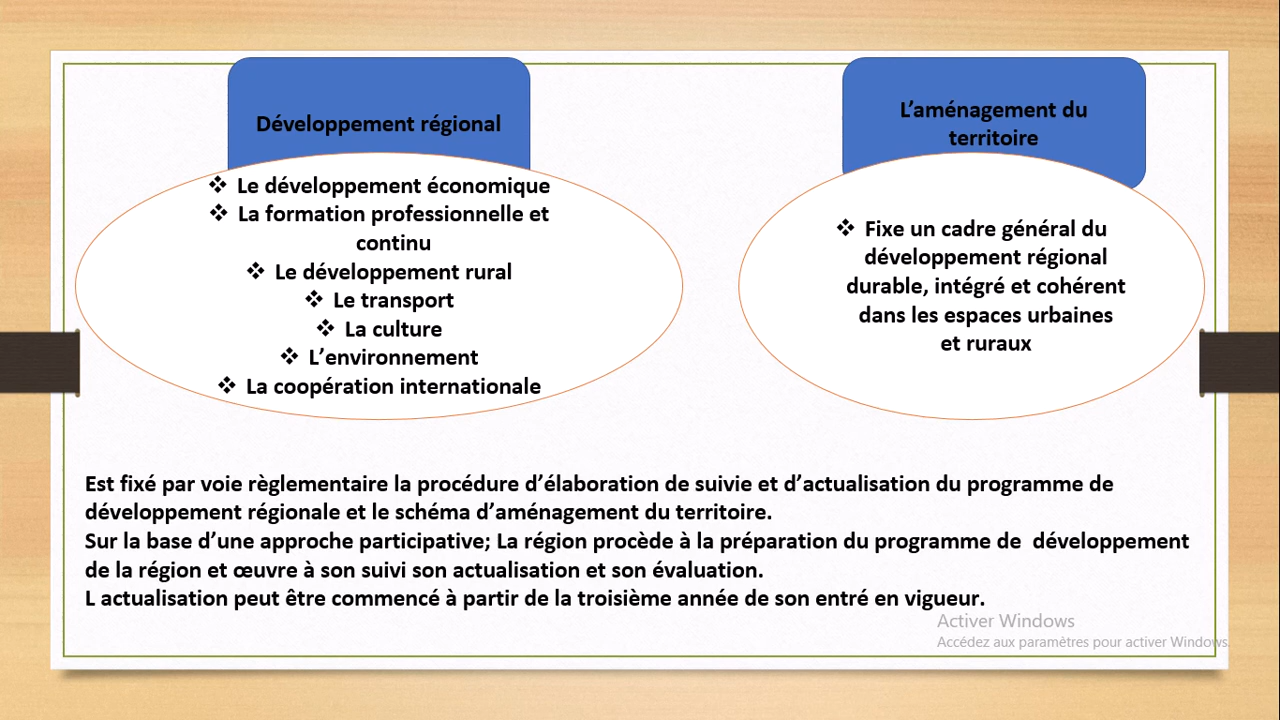 Développement régional
❖ Le développement économique
❖ La formation professionnelle et
continu
❖ Le développement rural
❖ Le transport
❖ La culture
❖ L’environnement
❖ La coopération internationale
L’aménagement du
territoire
❖ Fixe un cadre général du
développement régional
durable, intégré et cohérent
dans les espaces urbaines
et ruraux
Est fixé par voie règlementaire la procédure d’élaboration de suivie et d’actualisation du programme de
développement régionale et le schéma d’aménagement du territoire.
Sur la base d’une approche participative; La région procède à la préparation du programme de développement
de la région et œuvre à son suivi son actualisation et son évaluation.
L actualisation peut être commencé à partir de la troisième année de son entré en vigueur.
Activer Windows
Accédez aux paramètres pour activer Windows.